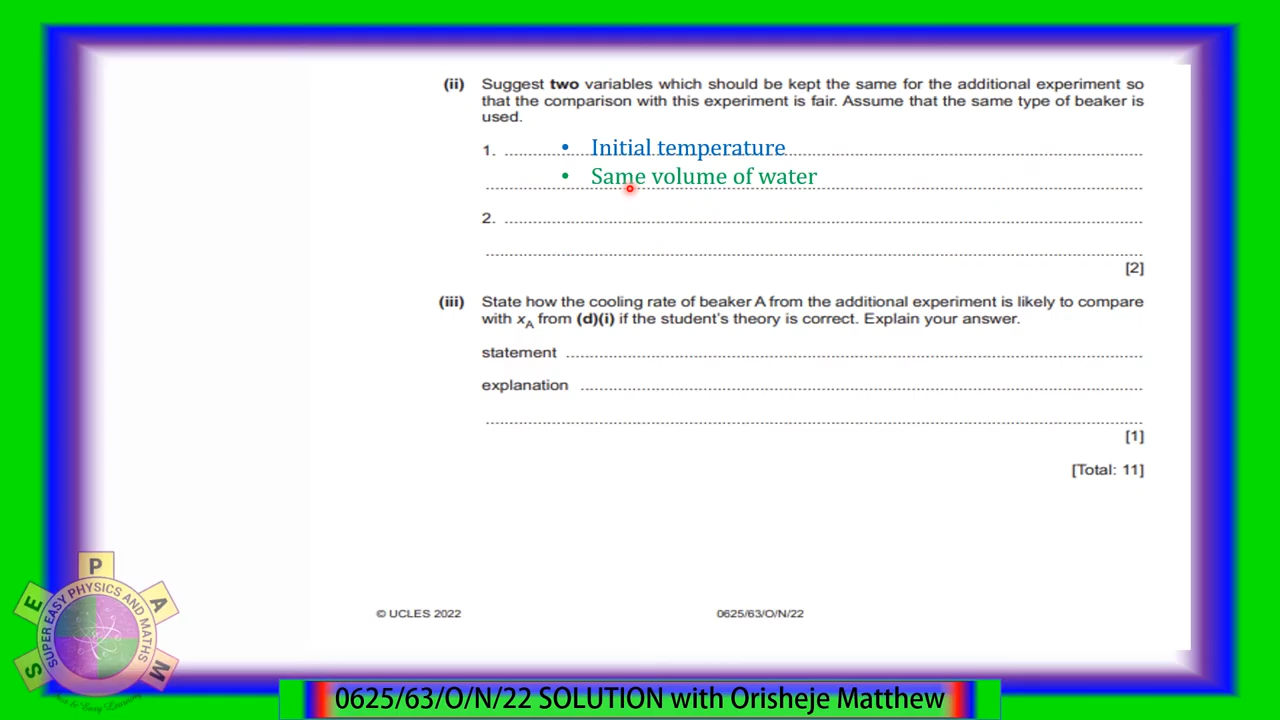 (ii) Suggest two variables which should be kept the same for the additional experiment so
that the comparison with this experiment is fair. Assume that the same type of beaker is
used.
1. • Initial temperature
• Same volume of water
2.
[2]
(iii) State how the cooling rate of beaker A from the additional experiment is likely to compare
with xA from (d)(i) if the student's theory is correct. Explain your answer.
statement
explanation
[1]
[Total: 11]
© UCLES 2022 0625/63/O/N/22
S E P A M
SUPER EASY PHYSICS AND MATHS
0625/63/O/N/22 SOLUTION with Orisheje Matthew